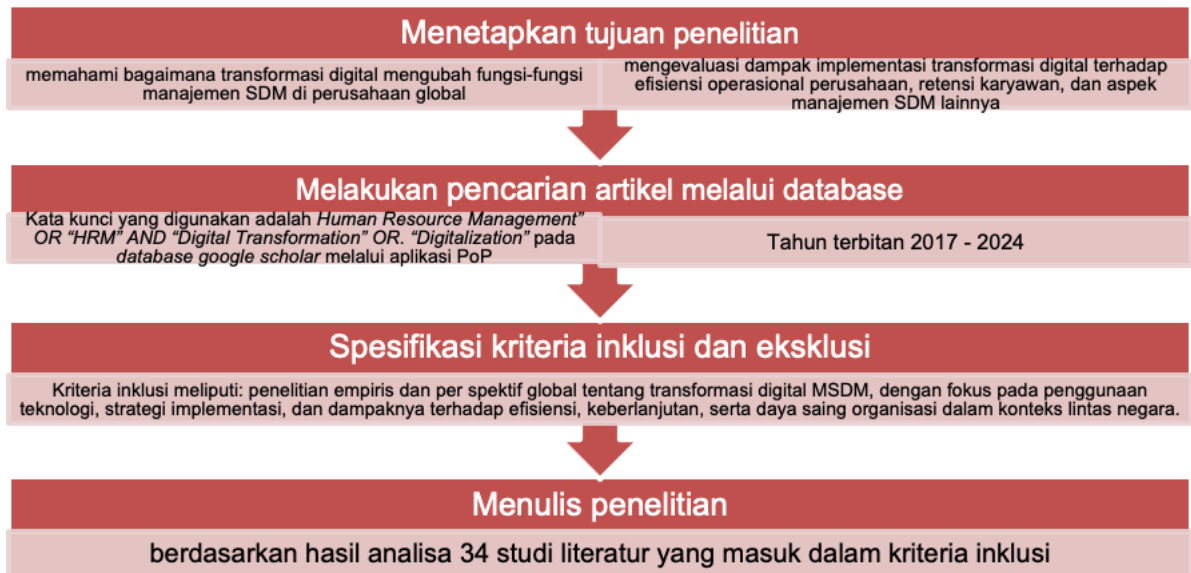 Menetapkan tujuan penelitian
memahami bagaimana transformasi digital mengubah fungsi-fungsi
manajemen SDM di perusahaan global
mengevaluasi dampak implementasi transformasi digital terhadap
efisiensi operasional perusahaan, retensi karyawan, dan aspek
manajemen SDM lainnya
Melakukan pencarian artikel melalui database
Kata kunci yang digunakan adalah Human Resource Management”
OR “HRM” AND “Digital Transformation” OR. “Digitalization” pada
database google scholar melalui aplikasi PoP
Tahun terbitan 2017 - 2024
Spesifikasi kriteria inklusi dan eksklusi
Kriteria inklusi meliputi: penelitian empiris dan per spektif global tentang transformasi digital MSDM, dengan fokus pada penggunaan
teknologi, strategi implementasi, dan dampaknya terhadap efisiensi, keberlanjutan, serta daya saing organisasi dalam konteks lintas negara.
Menulis penelitian
berdasarkan hasil analisa 34 studi literatur yang masuk dalam kriteria inklusi